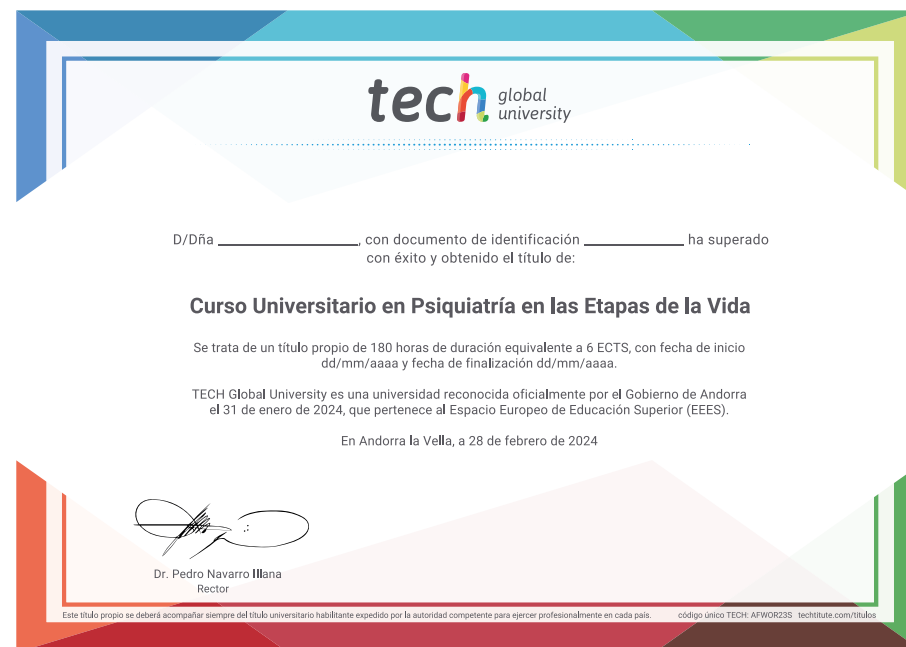 tech global university
D/Dña ____________, con documento de identificación ____________ ha superado
con éxito y obtenido el título de:
Curso Universitario en Psiquiatría en las Etapas de la Vida
Se trata de un título propio de 180 horas de duración equivalente a 6 ECTS, con fecha de inicio
dd/mm/aaaa y fecha de finalización dd/mm/aaaa.
TECH Global University es una universidad reconocida oficialmente por el Gobierno de Andorra
el 31 de enero de 2024, que pertenece al Espacio Europeo de Educación Superior (EEES).
En Andorra la Vella, a 28 de febrero de 2024
Dr. Pedro Navarro Illana
Rector
Este título propio se deberá acompañar siempre del título universitario habilitante expedido por la autoridad competente para ejercer profesionalmente en cada país. código único TECH: AFWOR23S techtitute.com/titulos